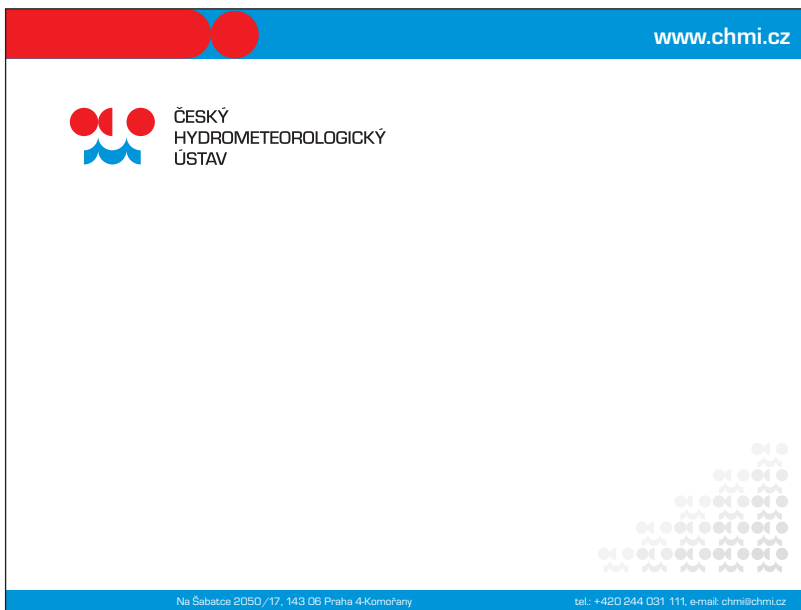 www.chmi.cz
ČESKÝ
HYDROMETEOROLOGICKÝ
ÚSTAV
Na Šabatce 2050/17, 143 06 Praha 4-Komořany
tel.: +420 244 031 111, e-mail: chmi@chmi.cz